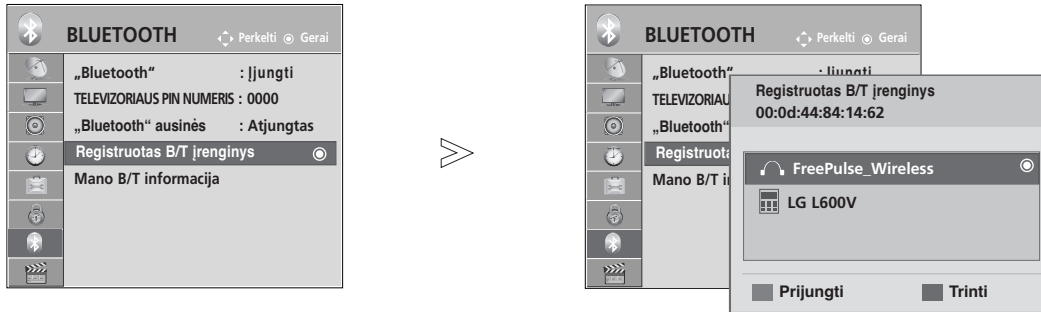 BLUETOOTH Perkelti Gerai
„Bluetooth“ : Įjungti
TELEVIZORIAUS PIN NUMERIS : 0000
„Bluetooth“ ausinės : Atjungtas
Registruotas B/T įrenginys
Mano B/T informacija
BLUETOOTH Perkelti Gerai
„Bluetooth“ : Įjungti
TELEVIZORIAU
„Bluetooth“
Registruota
Mano B/T i
Registruotas B/T įrenginys
00:0d:44:84:14:62
FreePulse_Wireless
LG L600V
Prijungti Trinti